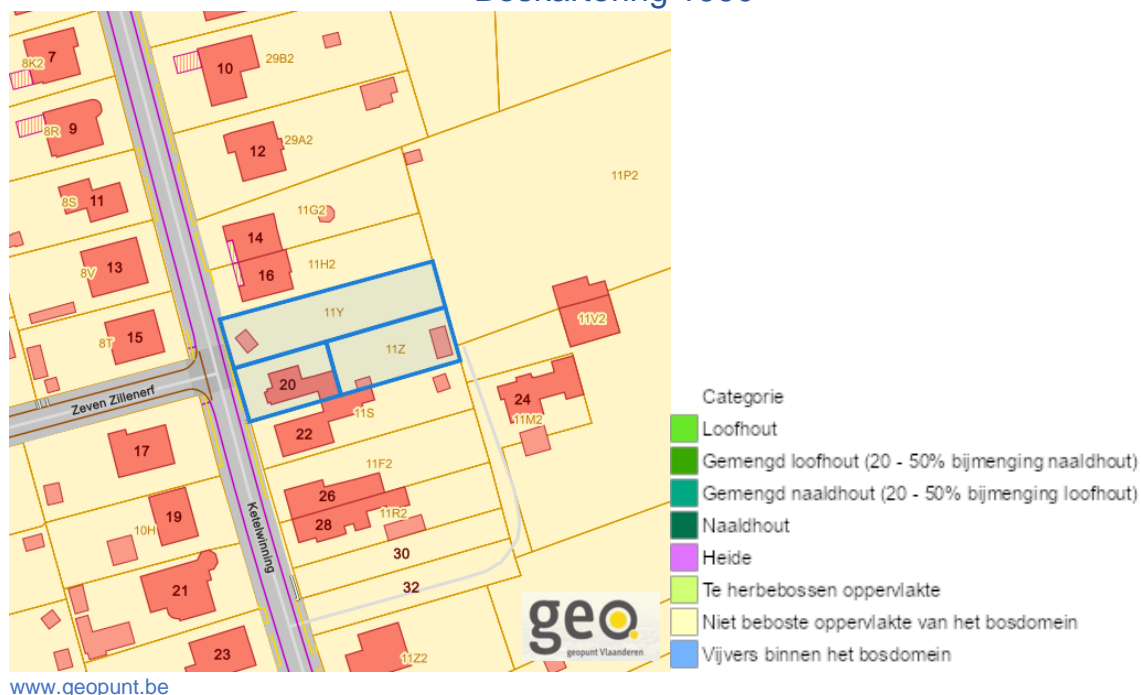 7
8K2
10
29B2
9
8R
12
29A2
11P2
11
8S
11G2
14
13
8V
11H2
16
11Y
11V2
15
8T
11Z
20
Zeven Zillenerf
24
11S
11M2
22
17
11F2
26
Ketelwinning
11R2
28
19
10H
30
32
21
geo
geopunt Vlaanderen
23
11Z2
Categorie
Loofhout
Gemengd loofhout (20 - 50% bijmenging naaldhout)
Gemengd naaldhout (20 - 50% bijmenging loofhout)
Naaldhout
Heide
Te herbebossen oppervlakte
Niet beboste oppervlakte van het bosdomein
Vijvers binnen het bosdomein
www.geopunt.be